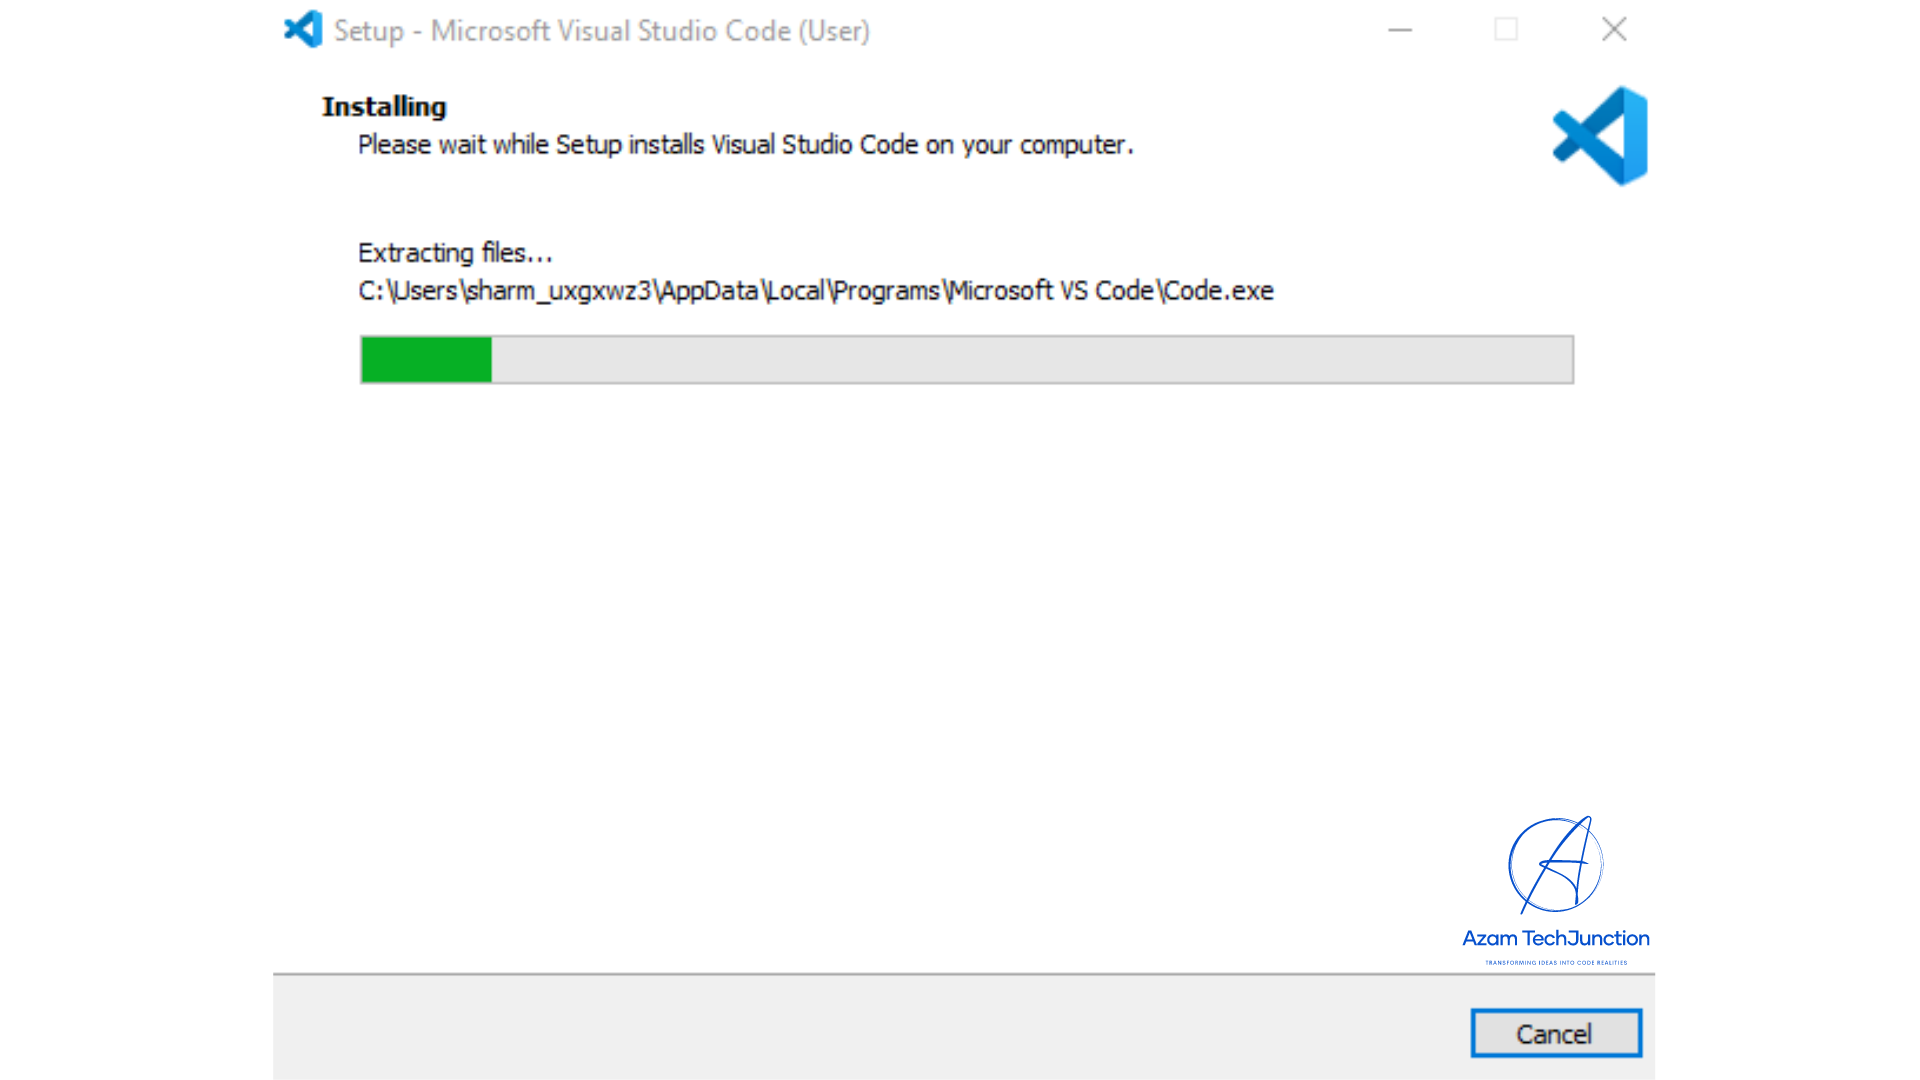 Setup - Microsoft Visual Studio Code (User)
Installing
Please wait while Setup installs Visual Studio Code on your computer.
Extracting files...
C:\Users\sharm_uxgxwz3\AppData\Local\Programs\Microsoft VS Code\Code.exe
Azam TechJunction
TRANSFORMING IDEAS INTO CODE REALITIES
Cancel